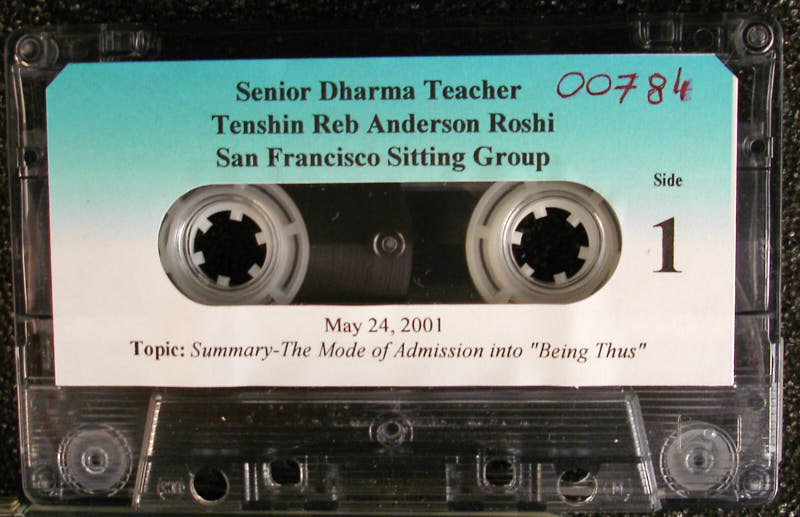 Senior Dharma Teacher
00784
Tenshin Reb Anderson Roshi
San Francisco Sitting Group
Side
1
May 24, 2001
Topic: Summary-The Mode of Admission into "Being Thus"